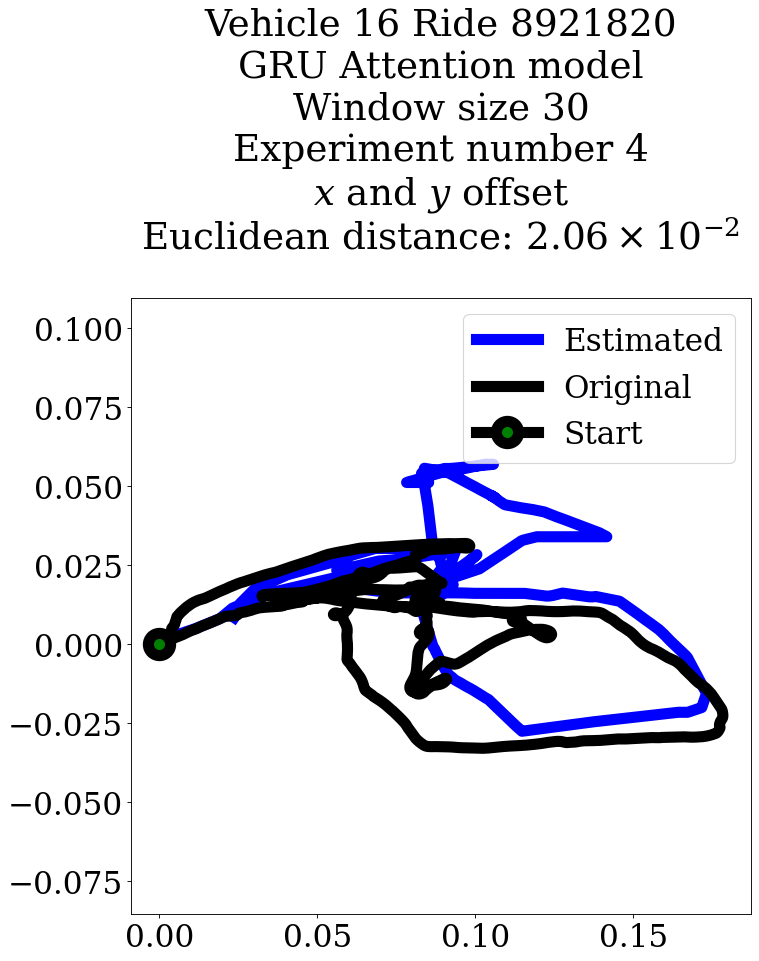 Vehicle 16 Ride 8921820
GRU Attention model
Window size 30
Experiment number 4
x and y offset
Euclidean distance: 2.06 × 10⁻²
Estimated
Original
Start
0.100
0.075
0.050
0.025
0.000
−0.025
−0.050
−0.075
0.00 0.05 0.10 0.15